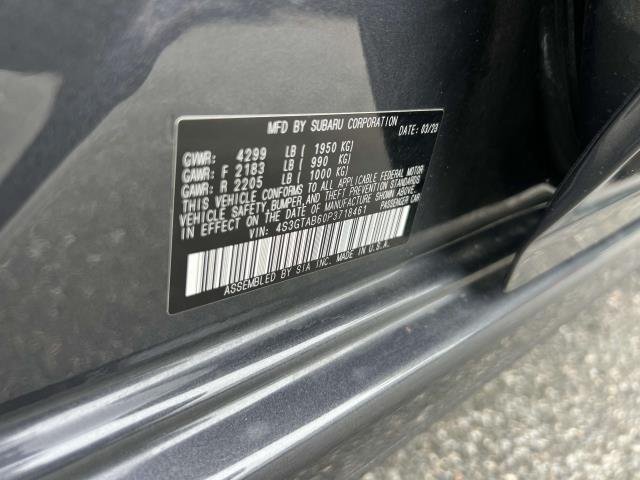 MFD BY SUBARU CORPORATION DATE: 03/23
GVWR: 4299 LB ( 1950 KG)
GAWR: F 2183 LB ( 990 KG)
GAWR: R 2205 LB ( 1000 KG)
THIS VEHICLE CONFORMS TO ALL APPLICABLE FEDERAL MOTOR
VEHICLE SAFETY, BUMPER, AND THEFT PREVENTION STANDARDS
IN EFFECT ON THE DATE OF MANUFACTURE SHOWN ABOVE.
VIN: 4S3GTAB60P3718461 PASSENGER CAR
ASSEMBLED BY SIA INC. MADE IN U.S.A.